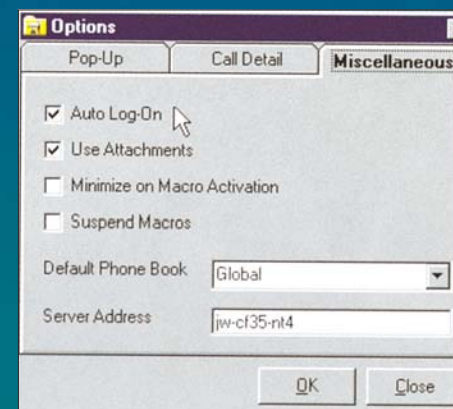 Options
Pop-Up
Call Detail
Miscellaneous
Auto Log-On
Use Attachments
Minimize on Macro Activation
Suspend Macros
Default Phone Book
Global
Server Address
jw-cf35-nt4
OK
Close